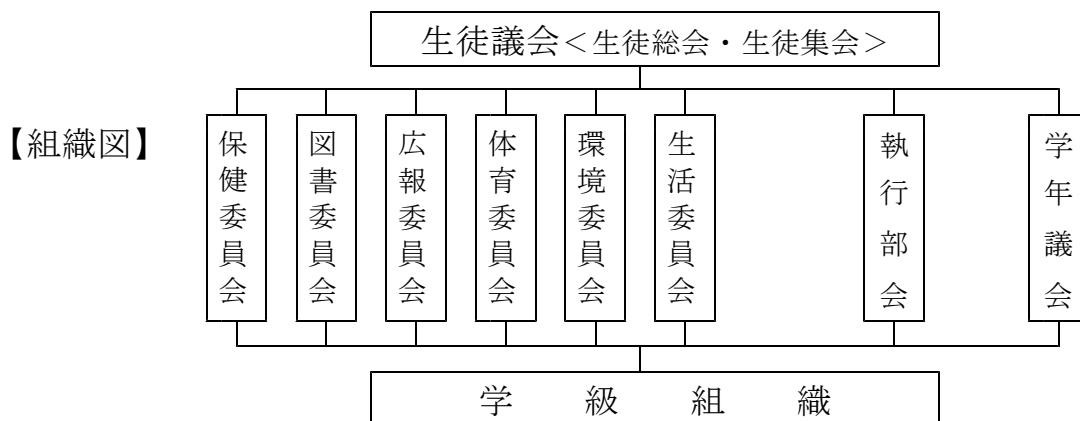 生徒議会<生徒総会・生徒集会>
【組織図】
保健委員会
図書委員会
広報委員会
体育委員会
環境委員会
生活委員会
執行部会
学年議会
学級組織